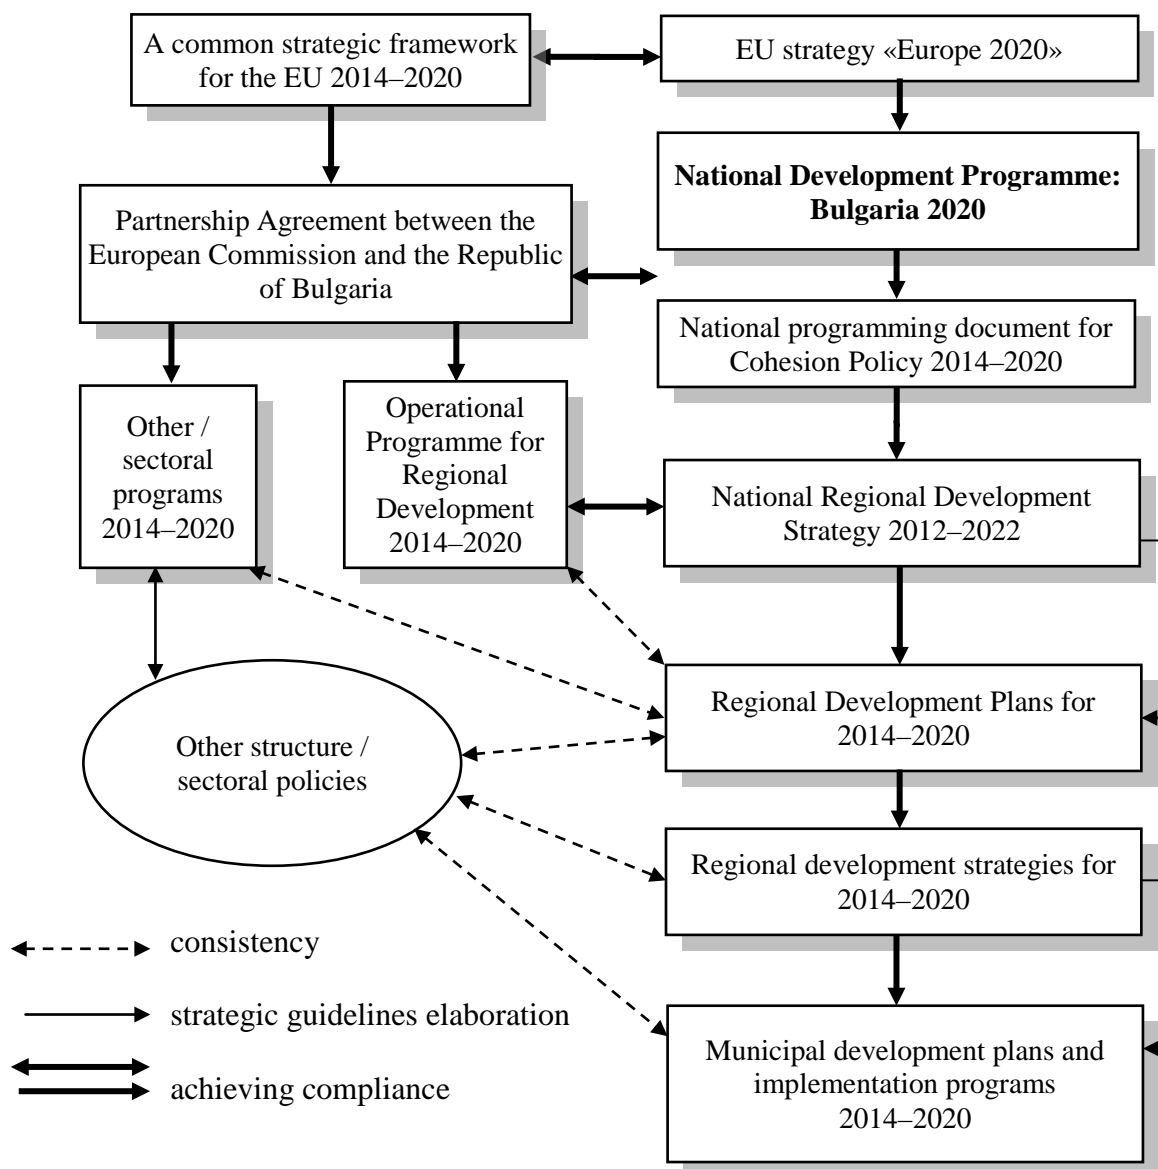 A common strategic framework
for the EU 2014–2020
EU strategy «Europe 2020»
National Development Programme:
Bulgaria 2020
Partnership Agreement between the
European Commission and the Republic
of Bulgaria
National programming document for
Cohesion Policy 2014–2020
Other /
sectoral
programs
2014–2020
Operational
Programme for
Regional
Development
2014–2020
National Regional Development
Strategy 2012–2022
Regional Development Plans for
2014–2020
Other structure /
sectoral policies
Regional development strategies for
2014–2020
Municipal development plans and
implementation programs
2014–2020
consistency
strategic guidelines elaboration
achieving compliance